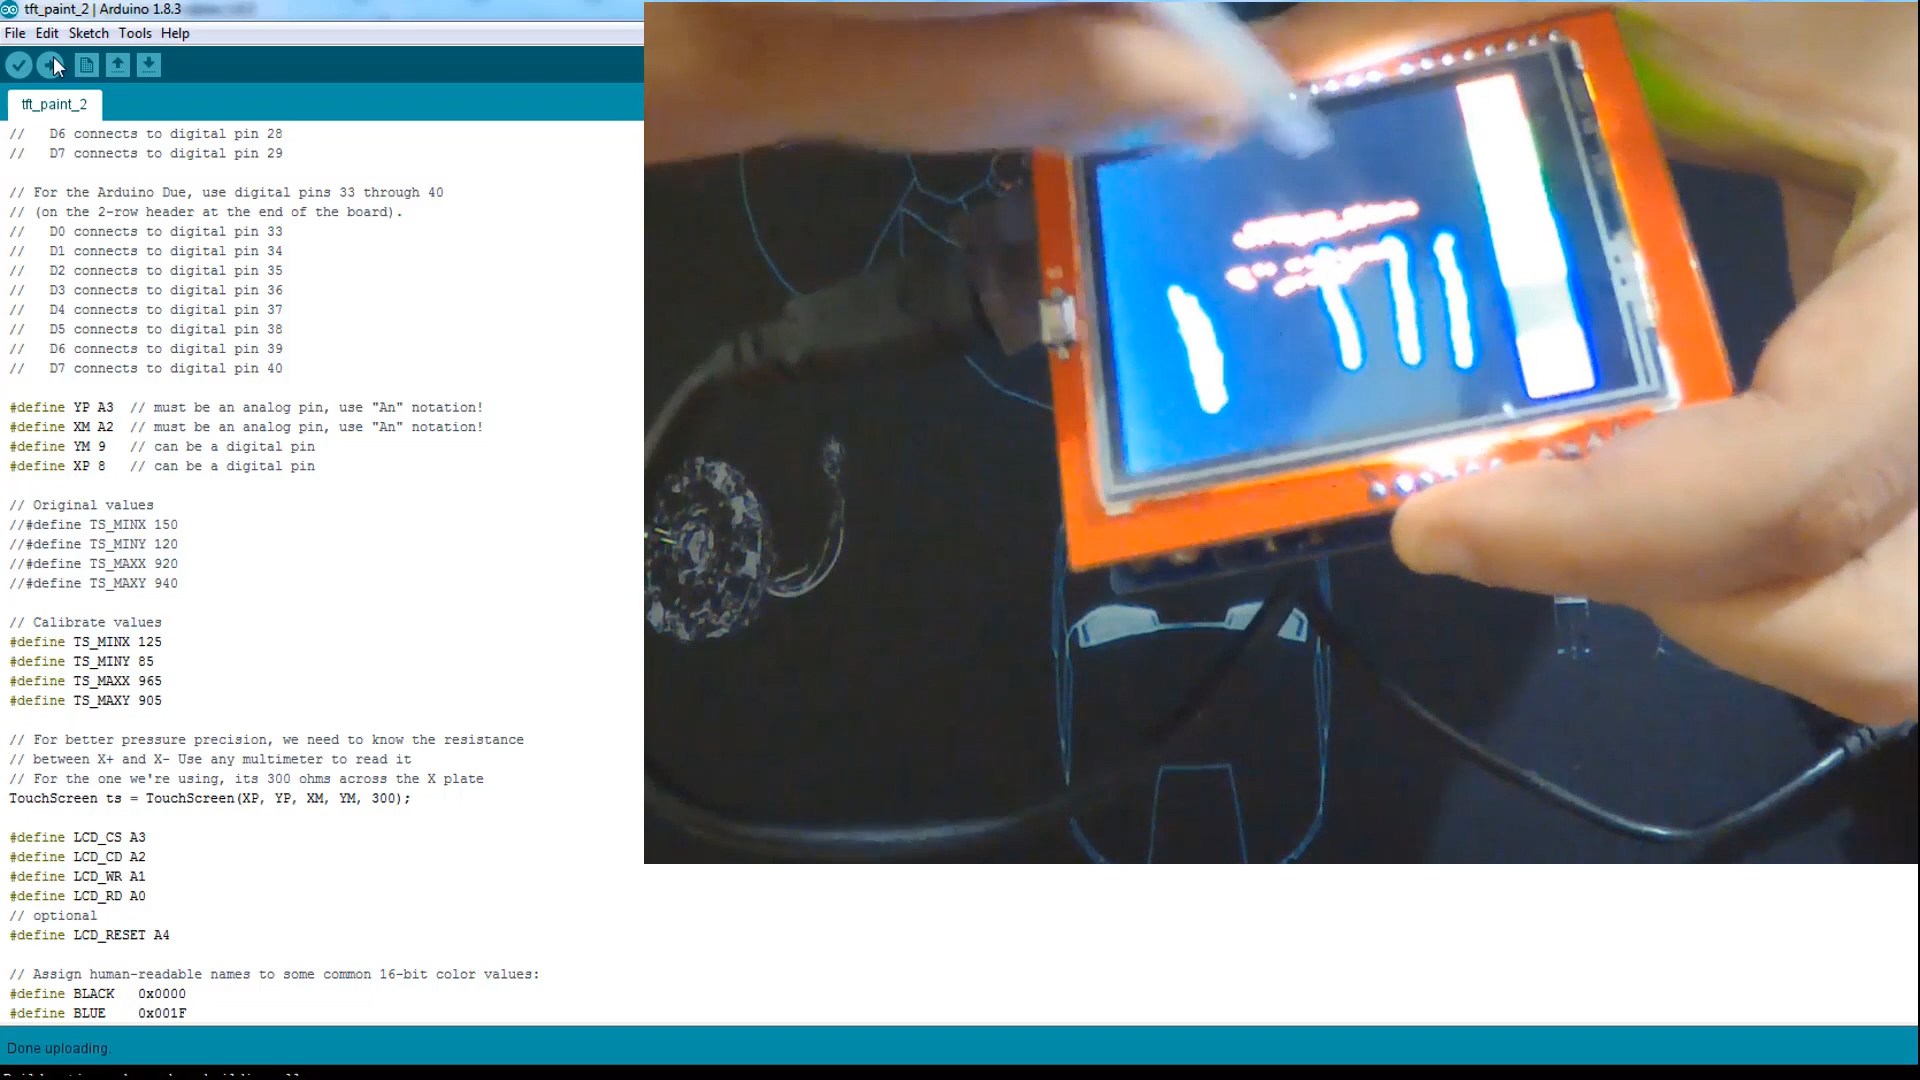 tft_paint_2 | Arduino 1.8.3
File Edit Sketch Tools Help
tft_paint_2
//   D6 connects to digital pin 28
//   D7 connects to digital pin 29
// For the Arduino Due, use digital pins 33 through 40
// (on the 2-row header at the end of the board).
//   D0 connects to digital pin 33
//   D1 connects to digital pin 34
//   D2 connects to digital pin 35
//   D3 connects to digital pin 36
//   D4 connects to digital pin 37
//   D5 connects to digital pin 38
//   D6 connects to digital pin 39
//   D7 connects to digital pin 40
#define YP A3  // must be an analog pin, use "An" notation!
#define XM A2  // must be an analog pin, use "An" notation!
#define YM 9   // can be a digital pin
#define XP 8   // can be a digital pin
// Original values
//#define TS_MINX 150
//#define TS_MINY 120
//#define TS_MAXX 920
//#define TS_MAXY 940
// Calibrate values
#define TS_MINX 125
#define TS_MINY 85
#define TS_MAXX 965
#define TS_MAXY 905
// For better pressure precision, we need to know the resistance
// between X+ and X- Use any multimeter to read it
// For the one we're using, its 300 ohms across the X plate
TouchScreen ts = TouchScreen(XP, YP, XM, YM, 300);
#define LCD_CS A3
#define LCD_CD A2
#define LCD_WR A1
#define LCD_RD A0
// optional
#define LCD_RESET A4
// Assign human-readable names to some common 16-bit color values:
#define BLACK   0x0000
#define BLUE    0x001F
Done uploading.